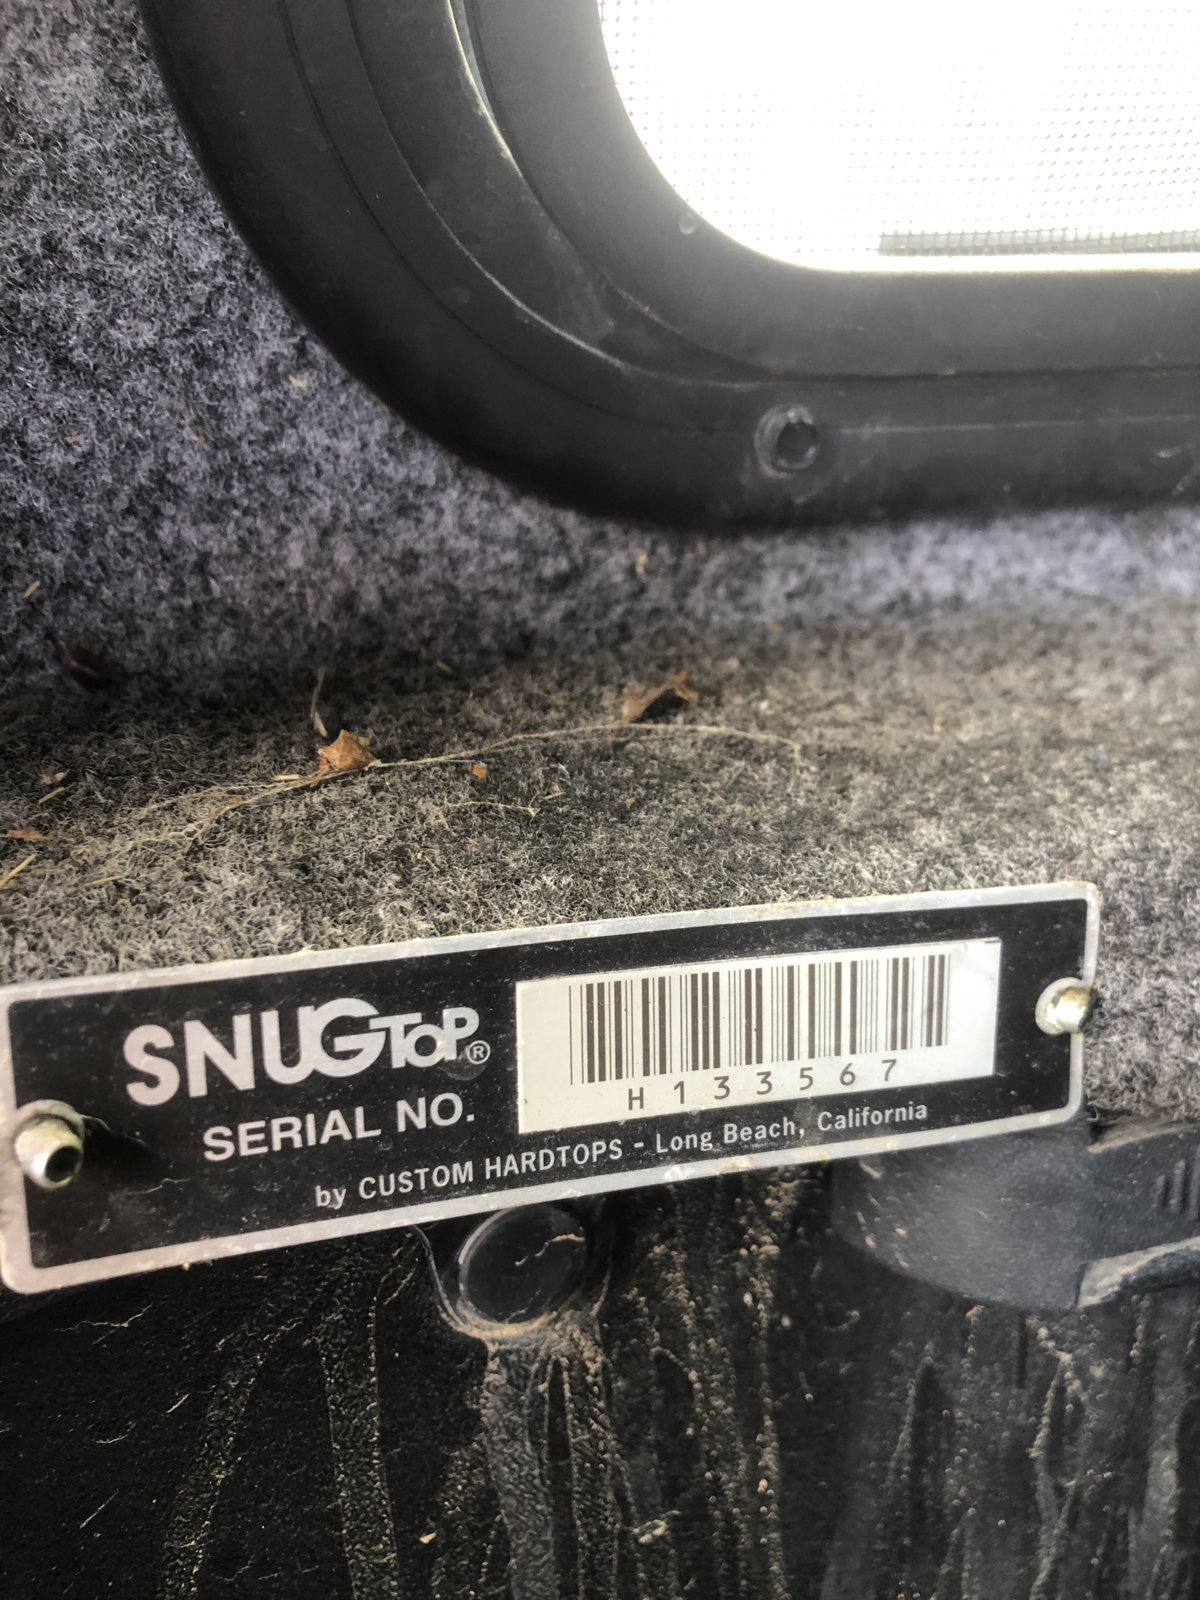 SNUGTOP®
SERIAL NO.
H133567
by CUSTOM HARDTOPS - Long Beach, California